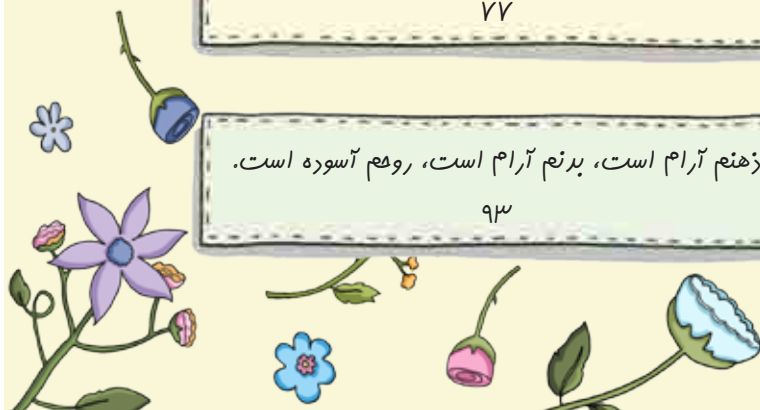 ۷۷
ذهنم آرام است، بدنم آرام است، روحم آسوده است.
۹۳